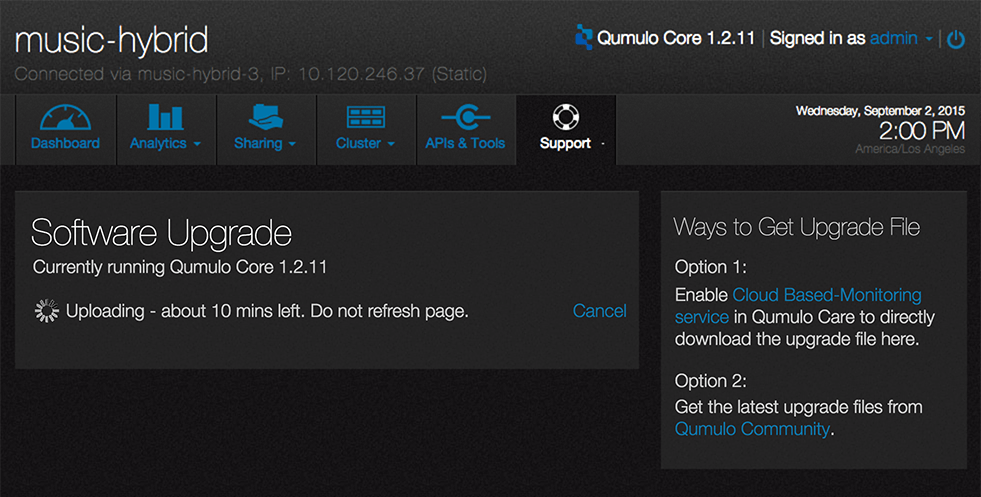 music-hybrid
Qumulo Core 1.2.11 | Signed in as admin
Connected via music-hybrid-3, IP: 10.120.246.37 (Static)
Dashboard
Analytics
Sharing
Cluster
APIs & Tools
Support
Wednesday, September 2, 2015
2:00 PM
America/Los Angeles
Software Upgrade
Currently running Qumulo Core 1.2.11
Uploading - about 10 mins left. Do not refresh page.
Cancel
Ways to Get Upgrade File
Option 1:
Enable Cloud Based-Monitoring
service in Qumulo Care to directly
download the upgrade file here.
Option 2:
Get the latest upgrade files from
Qumulo Community.